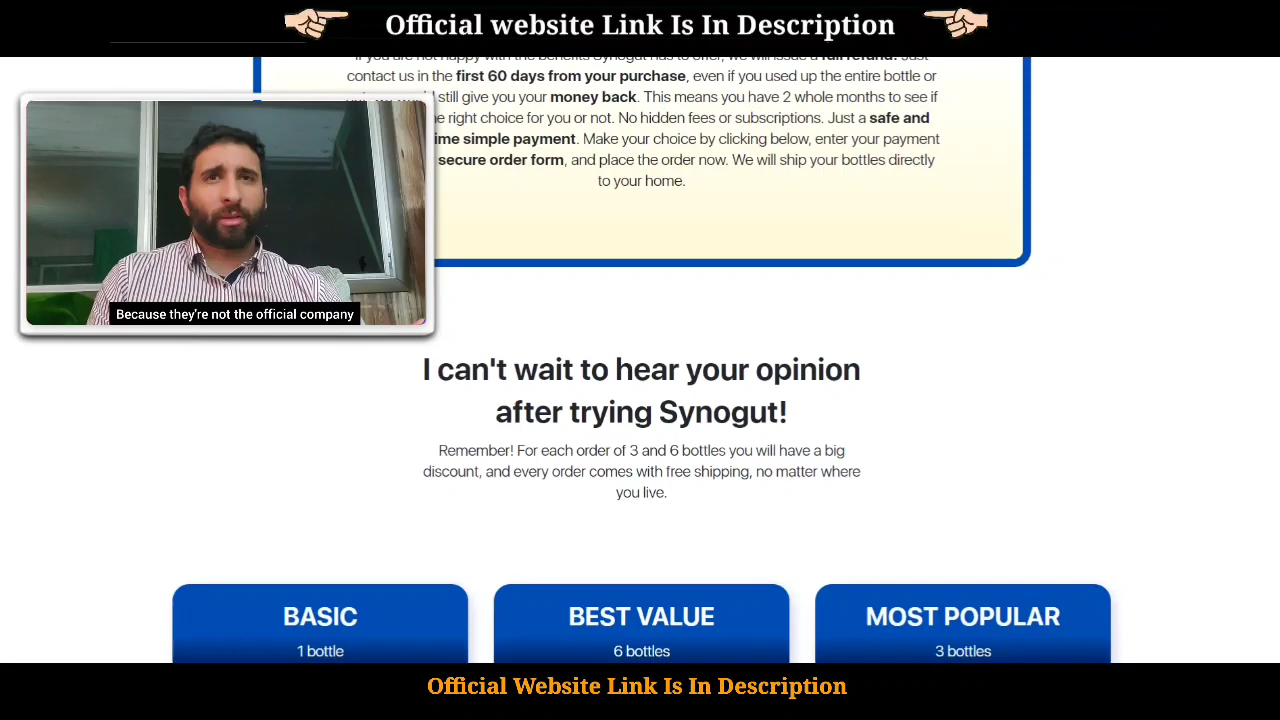 Official website Link Is In Description
If you are not happy with the benefits Synogut has to offer, we will issue a full refund. Just
contact us in the first 60 days from your purchase, even if you used up the entire bottle or
still give you your money back. This means you have 2 whole months to see if
the right choice for you or not. No hidden fees or subscriptions. Just a safe and
time simple payment. Make your choice by clicking below, enter your payment
secure order form, and place the order now. We will ship your bottles directly
to your home.
Because they're not the official company
I can't wait to hear your opinion
after trying Synogut!
Remember! For each order of 3 and 6 bottles you will have a big
discount, and every order comes with free shipping, no matter where
you live.
BASIC
1 bottle
BEST VALUE
6 bottles
MOST POPULAR
3 bottles
Official Website Link Is In Description